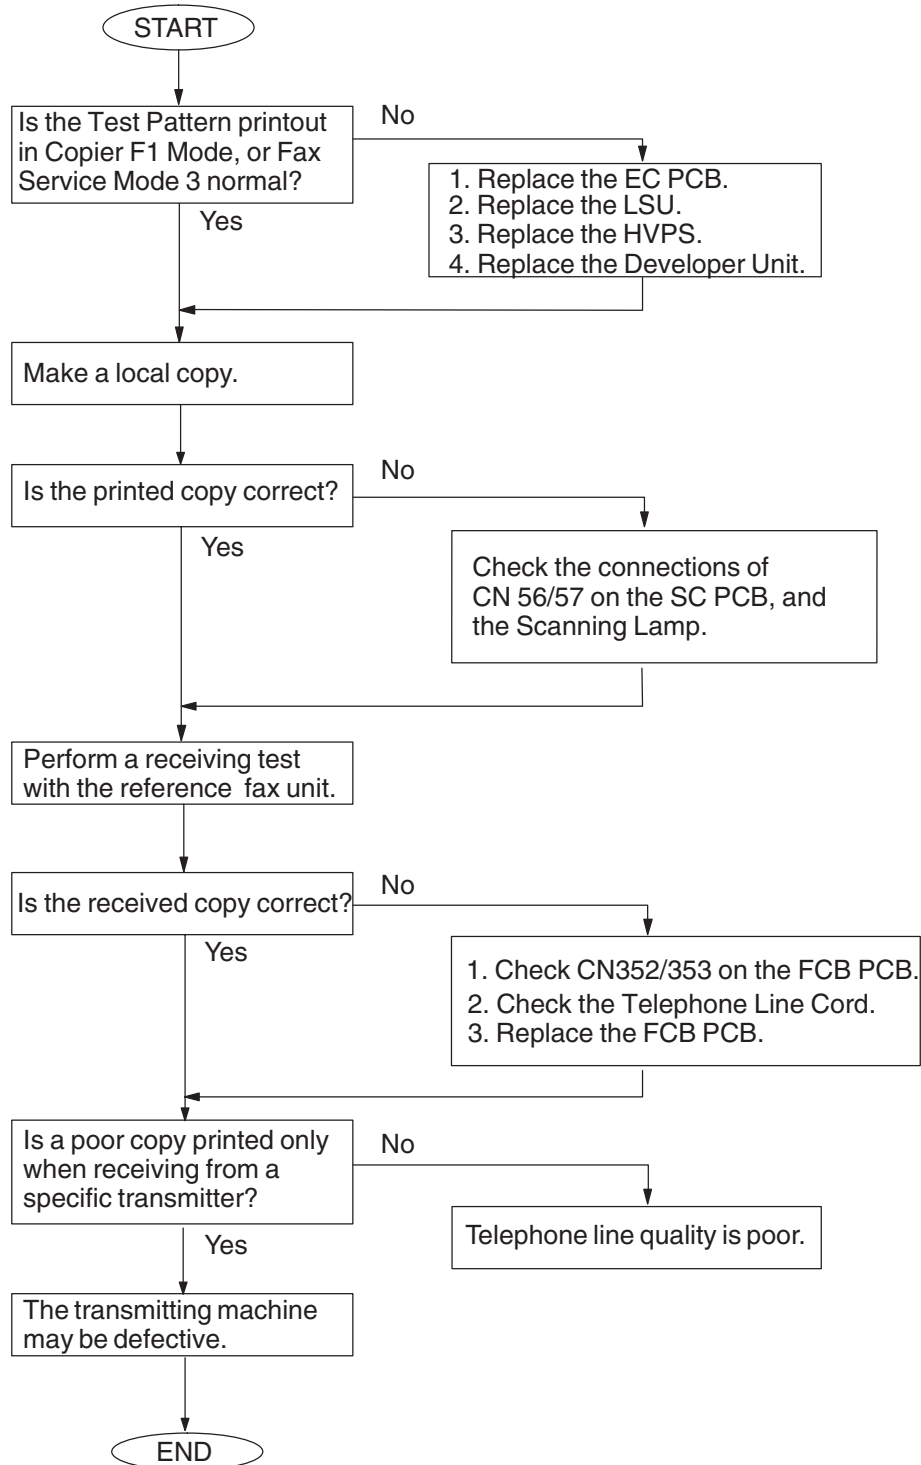 START
Is the Test Pattern printout
in Copier F1 Mode, or Fax
Service Mode 3 normal?
No
Yes
1. Replace the EC PCB.
2. Replace the LSU.
3. Replace the HVPS.
4. Replace the Developer Unit.
Make a local copy.
Is the printed copy correct?
No
Yes
Check the connections of
CN 56/57 on the SC PCB, and
the Scanning Lamp.
Perform a receiving test
with the reference fax unit.
Is the received copy correct?
No
Yes
1. Check CN352/353 on the FCB PCB.
2. Check the Telephone Line Cord.
3. Replace the FCB PCB.
Is a poor copy printed only
when receiving from a
specific transmitter?
No
Yes
Telephone line quality is poor.
The transmitting machine
may be defective.
END